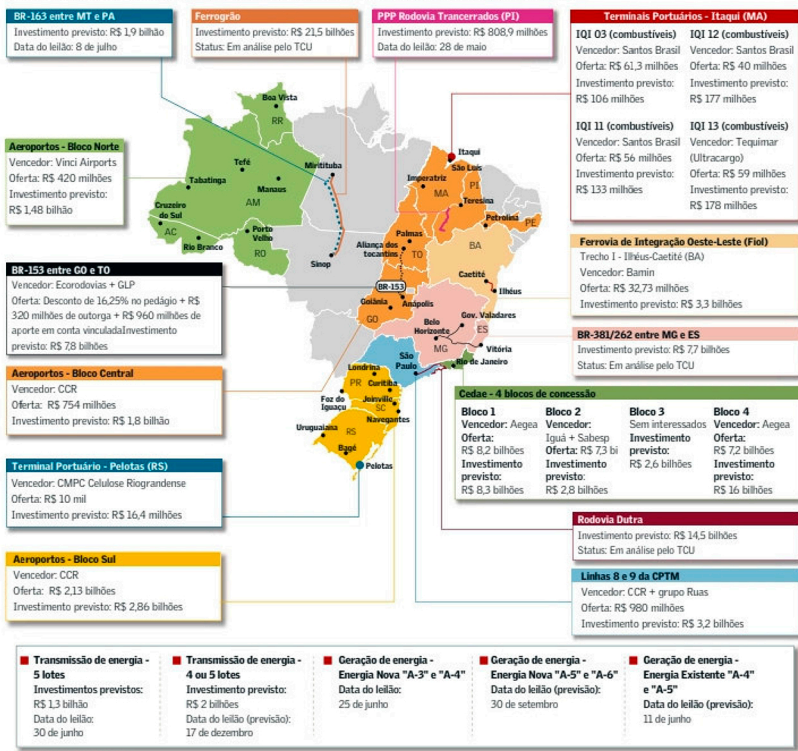 BR-163 entre MT e PA
Investimento previsto: R$ 1,9 bilhão
Data do leilão: 8 de julho
Ferrogrão
Investimento previsto: R$ 21,5 bilhões
Status: Em análise pelo TCU
PPP Rodovia Trancerrados (PI)
Investimento previsto: R$ 808,9 milhões
Data do leilão: 28 de maio
Terminais Portuários - Itaqui (MA)
IQI 03 (combustíveis)
Vencedor: Santos Brasil
Oferta: R$ 61,3 milhões
Investimento previsto:
R$ 106 milhões
IQI 12 (combustíveis)
Vencedor: Santos Brasil
Oferta: R$ 40 milhões
Investimento previsto:
R$ 177 milhões
IQI 11 (combustíveis)
Vencedor: Santos Brasil
Oferta: R$ 56 milhões
Investimento previsto:
R$ 133 milhões
IQI 13 (combustíveis)
Vencedor: Tequimar
(Ultracargo)
Oferta: R$ 59 milhões
Investimento previsto:
R$ 178 milhões
Aeroportos - Bloco Norte
Vencedor: Vinci Airports
Oferta: R$ 420 milhões
Investimento previsto:
R$ 1,48 bilhão
Boa Vista
RR
Tefé
Tabatinga
Manaus
AM
Cruzeiro
do Sul
AC
Rio Branco
Porto
Velho
RO
Miritituba
Sinop
Itaqui
São Luís
Imperatriz
MA
PI
Teresina
Petrolina
PE
Palmas
Aliança dos
tocantins
TO
BA
Caetité
Ilhéus
BR-153
Goiânia
Anápolis
GO
Gov. Valadares
Belo
Horizonte
ES
MG
Vitória
São
Paulo
Rio de Janeiro
Londrina
PR
Curitiba
Foz do
Iguaçu
Joinville
SC
Navegantes
Uruguaiana
RS
Bagé
Pelotas
BR-153 entre GO e TO
Vencedor: Ecorodovias + GLP
Oferta: Desconto de 16,25% no pedágio + R$
320 milhões de outorga + R$ 960 milhões de
aporte em conta vinculadaInvestimento
previsto: R$ 7,8 bilhões
Aeroportos - Bloco Central
Vencedor: CCR
Oferta: R$ 754 milhões
Investimento previsto: R$ 1,8 bilhão
Terminal Portuário - Pelotas (RS)
Vencedor: CMPC Celulose Riograndense
Oferta: R$ 10 mil
Investimento previsto: R$ 16,4 milhões
Aeroportos - Bloco Sul
Vencedor: CCR
Oferta: R$ 2,13 bilhões
Investimento previsto: R$ 2,86 bilhões
Ferrovia de Integração Oeste-Leste (Fiol)
Trecho I - Ilhéus-Caetité (BA)
Vencedor: Bamin
Oferta: R$ 32,73 milhões
Investimento previsto: R$ 3,3 bilhões
BR-381/262 entre MG e ES
Investimento previsto: R$ 7,7 bilhões
Status: Em análise pelo TCU
Cedae - 4 blocos de concessão
Bloco 1
Vencedor: Aegea
Oferta:
R$ 8,2 bilhões
Investimento
previsto:
R$ 8,3 bilhões
Bloco 2
Vencedor:
Iguá + Sabesp
Oferta: R$ 7,3 bi
Investimento
previsto:
R$ 2,8 bilhões
Bloco 3
Sem interessados
Investimento
previsto:
R$ 2,6 bilhões
Bloco 4
Vencedor: Aegea
Oferta:
R$ 7,2 bilhões
Investimento
previsto:
R$ 16 bilhões
Rodovia Dutra
Investimento previsto: R$ 14,5 bilhões
Status: Em análise pelo TCU
Linhas 8 e 9 da CPTM
Vencedor: CCR + grupo Ruas
Oferta: R$ 980 milhões
Investimento previsto: R$ 3,2 bilhões
Transmissão de energia -
5 lotes
Investimentos previstos:
R$ 1,3 bilhão
Data do leilão:
30 de junho
Transmissão de energia -
4 ou 5 lotes
Investimento previsto:
R$ 2 bilhões
Data do leilão (previsão):
17 de dezembro
Geração de energia -
Energia Nova "A-3" e "A-4"
Data do leilão:
25 de junho
Geração de energia -
Energia Nova "A-5" e "A-6"
Data do leilão (previsão):
30 de setembro
Geração de energia -
Energia Existente "A-4"
e "A-5"
Data do leilão (previsão):
11 de junho